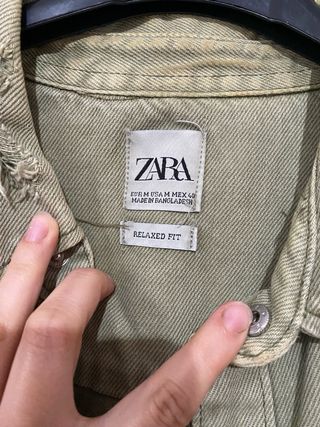 ZARA
EUR M USA M MEX 40
MADE IN BANGLADESH
RELAXED FIT